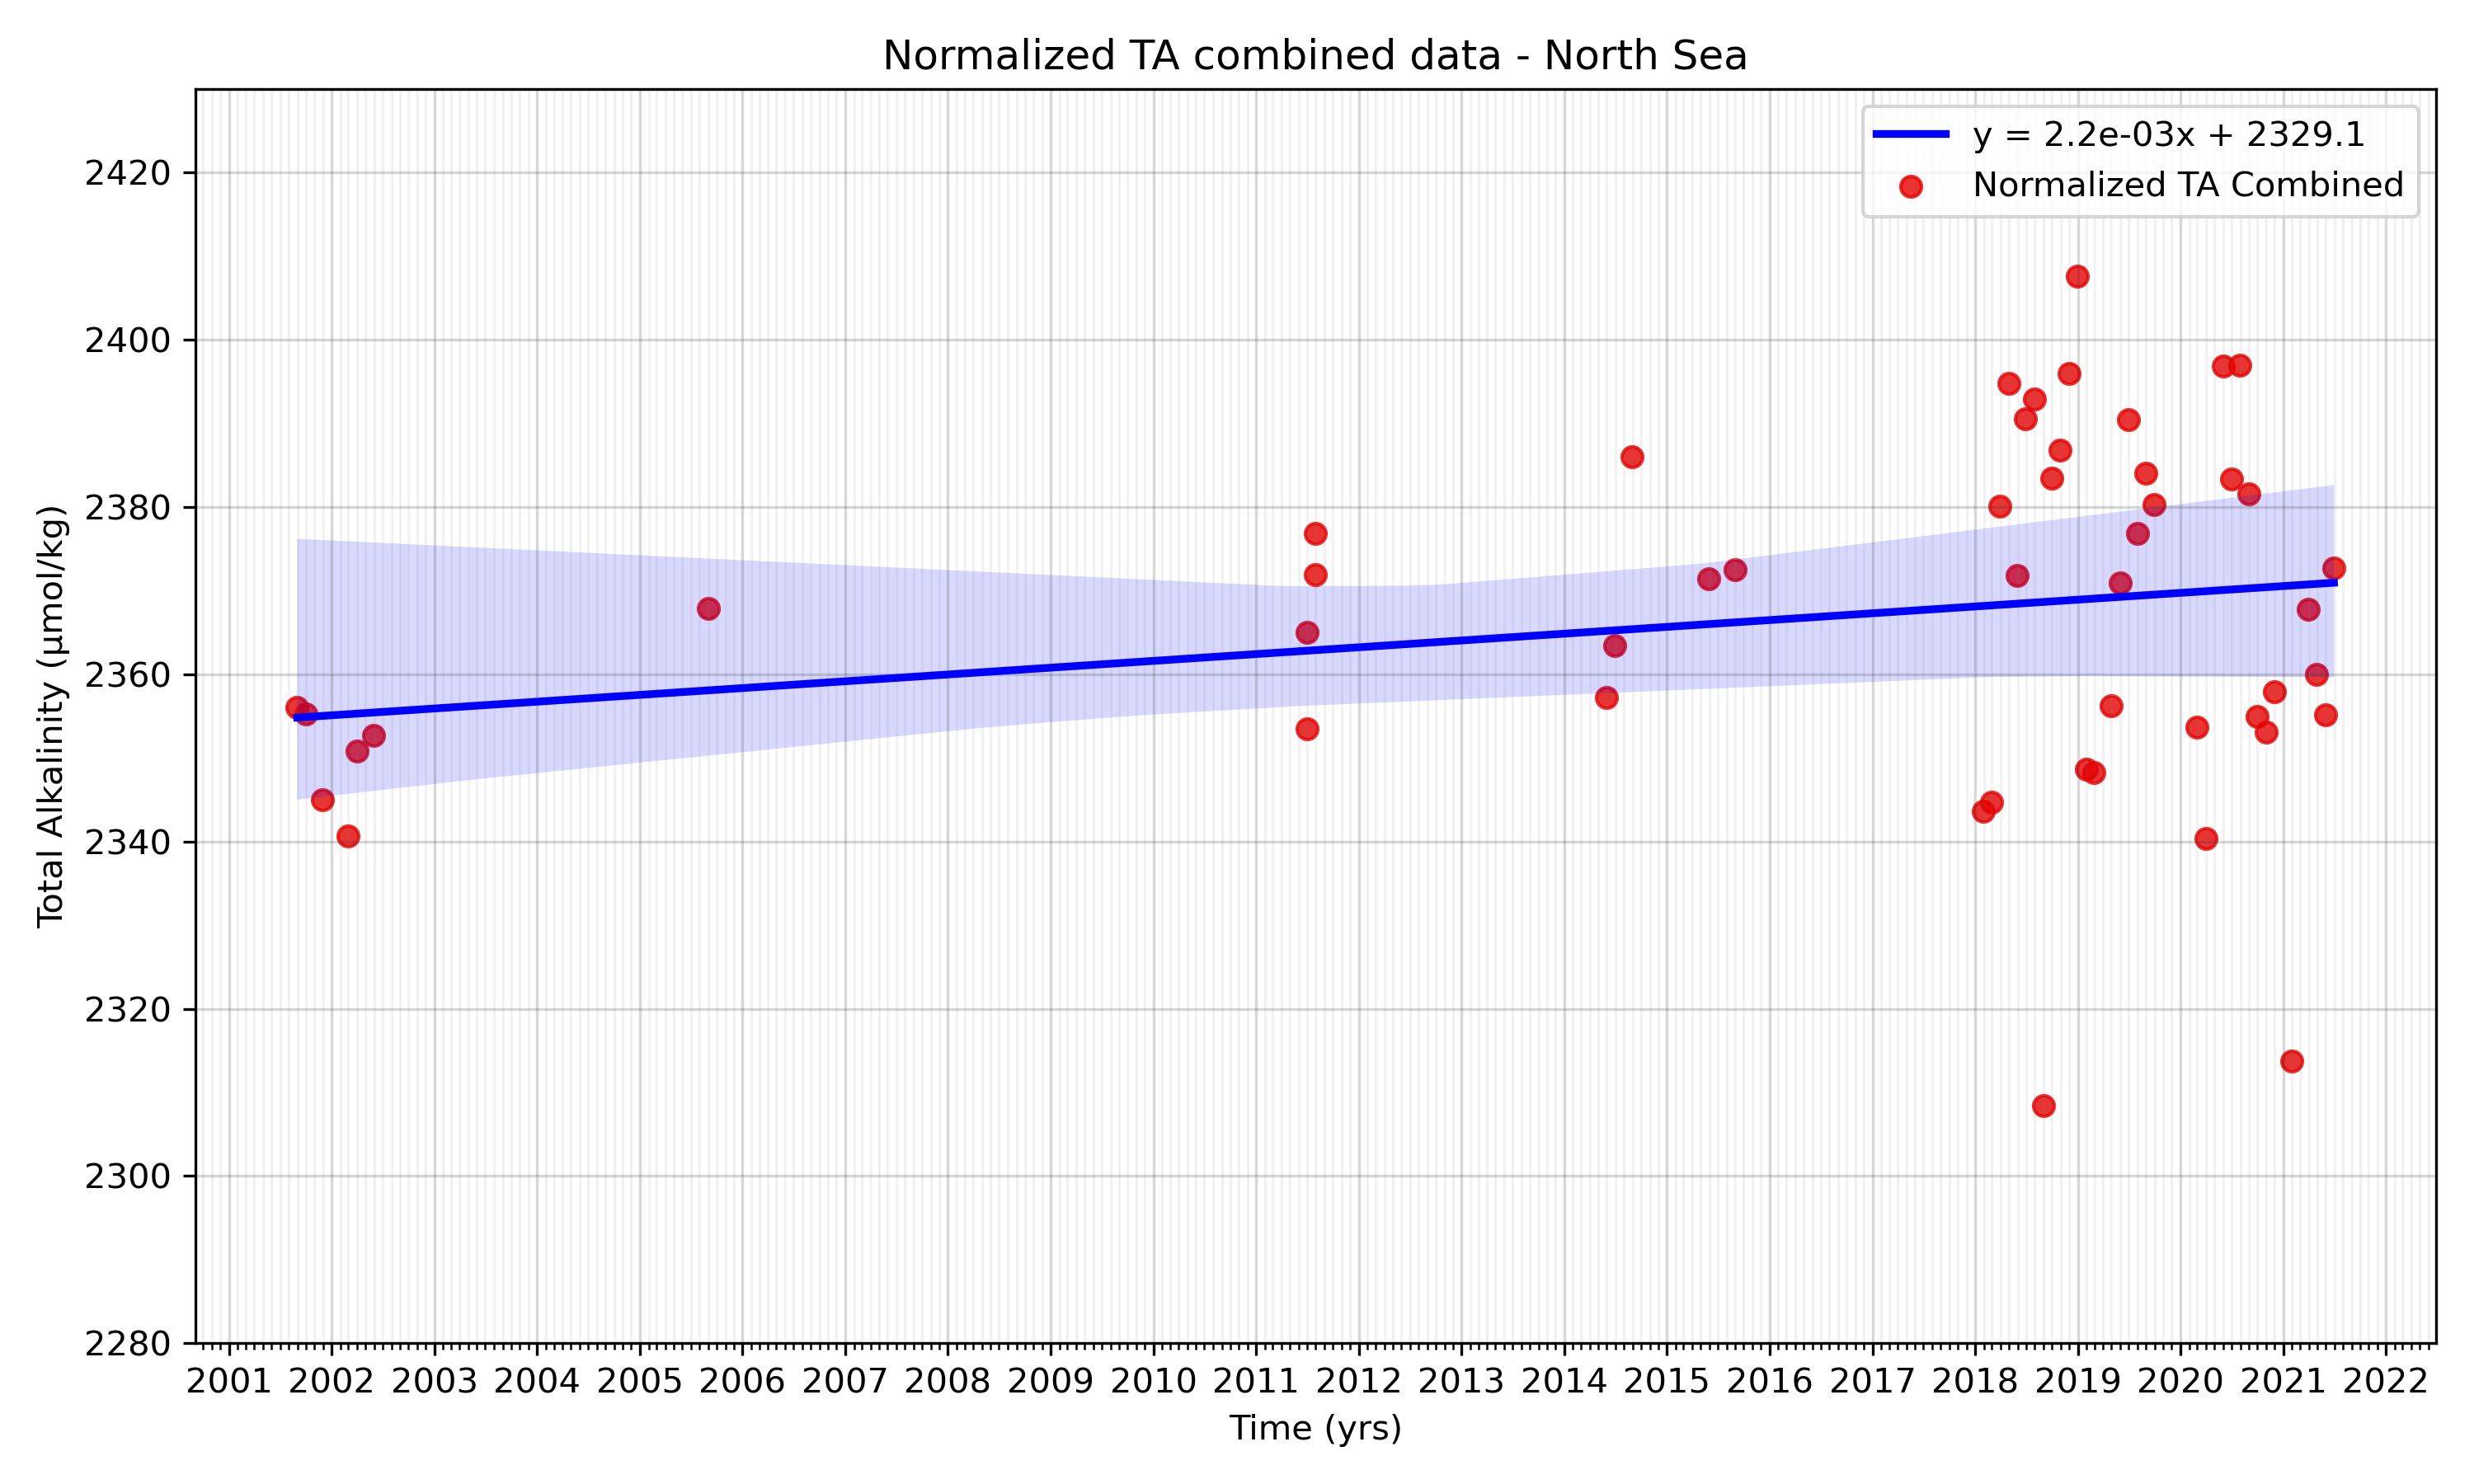 Normalized TA combined data - North Sea
y = 2.2e-03x + 2329.1
Normalized TA Combined
Total Alkalinity (μmol/kg)
2420
2400
2380
2360
2340
2320
2300
2280
2001 2002 2003 2004 2005 2006 2007 2008 2009 2010 2011 2012 2013 2014 2015 2016 2017 2018 2019 2020 2021 2022
Time (yrs)